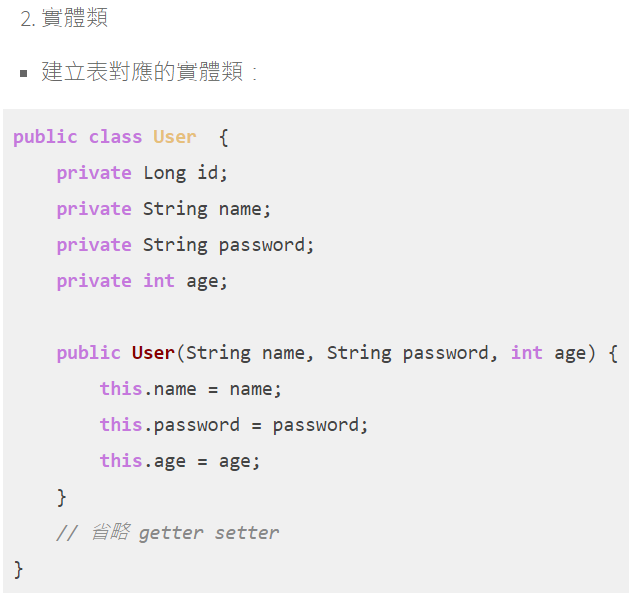 2. 實體類
▪ 建立表對應的實體類：
public class User  {
    private Long id;
    private String name;
    private String password;
    private int age;

    public User(String name, String password, int age) {
        this.name = name;
        this.password = password;
        this.age = age;
    }
    // 省略 getter setter
}